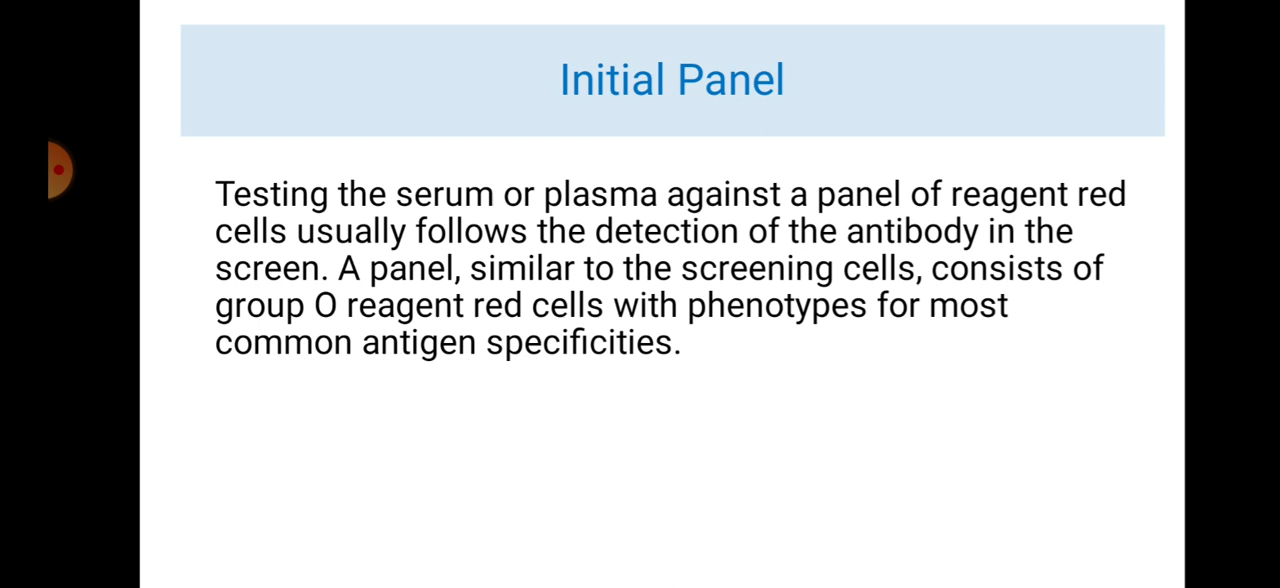 Initial Panel
Testing the serum or plasma against a panel of reagent red
cells usually follows the detection of the antibody in the
screen. A panel, similar to the screening cells, consists of
group O reagent red cells with phenotypes for most
common antigen specificities.